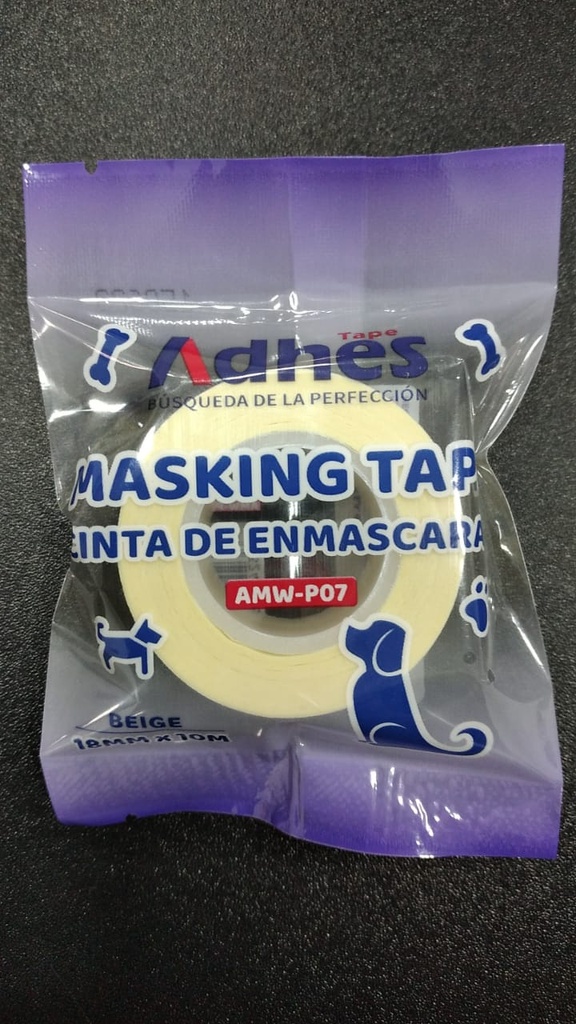 Adhes Tape
BÚSQUEDA DE LA PERFECCIÓN
MASKING TAP
CINTA DE ENMASCARA
AMW-P07
BEIGE
18MM X 10M